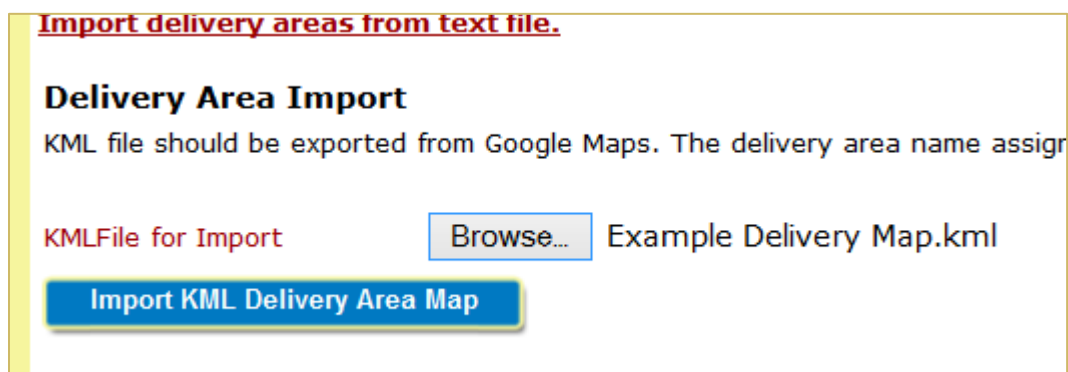 Import delivery areas from text file.
Delivery Area Import
KML file should be exported from Google Maps. The delivery area name assign
KMLFile for Import Browse... Example Delivery Map.kml
Import KML Delivery Area Map